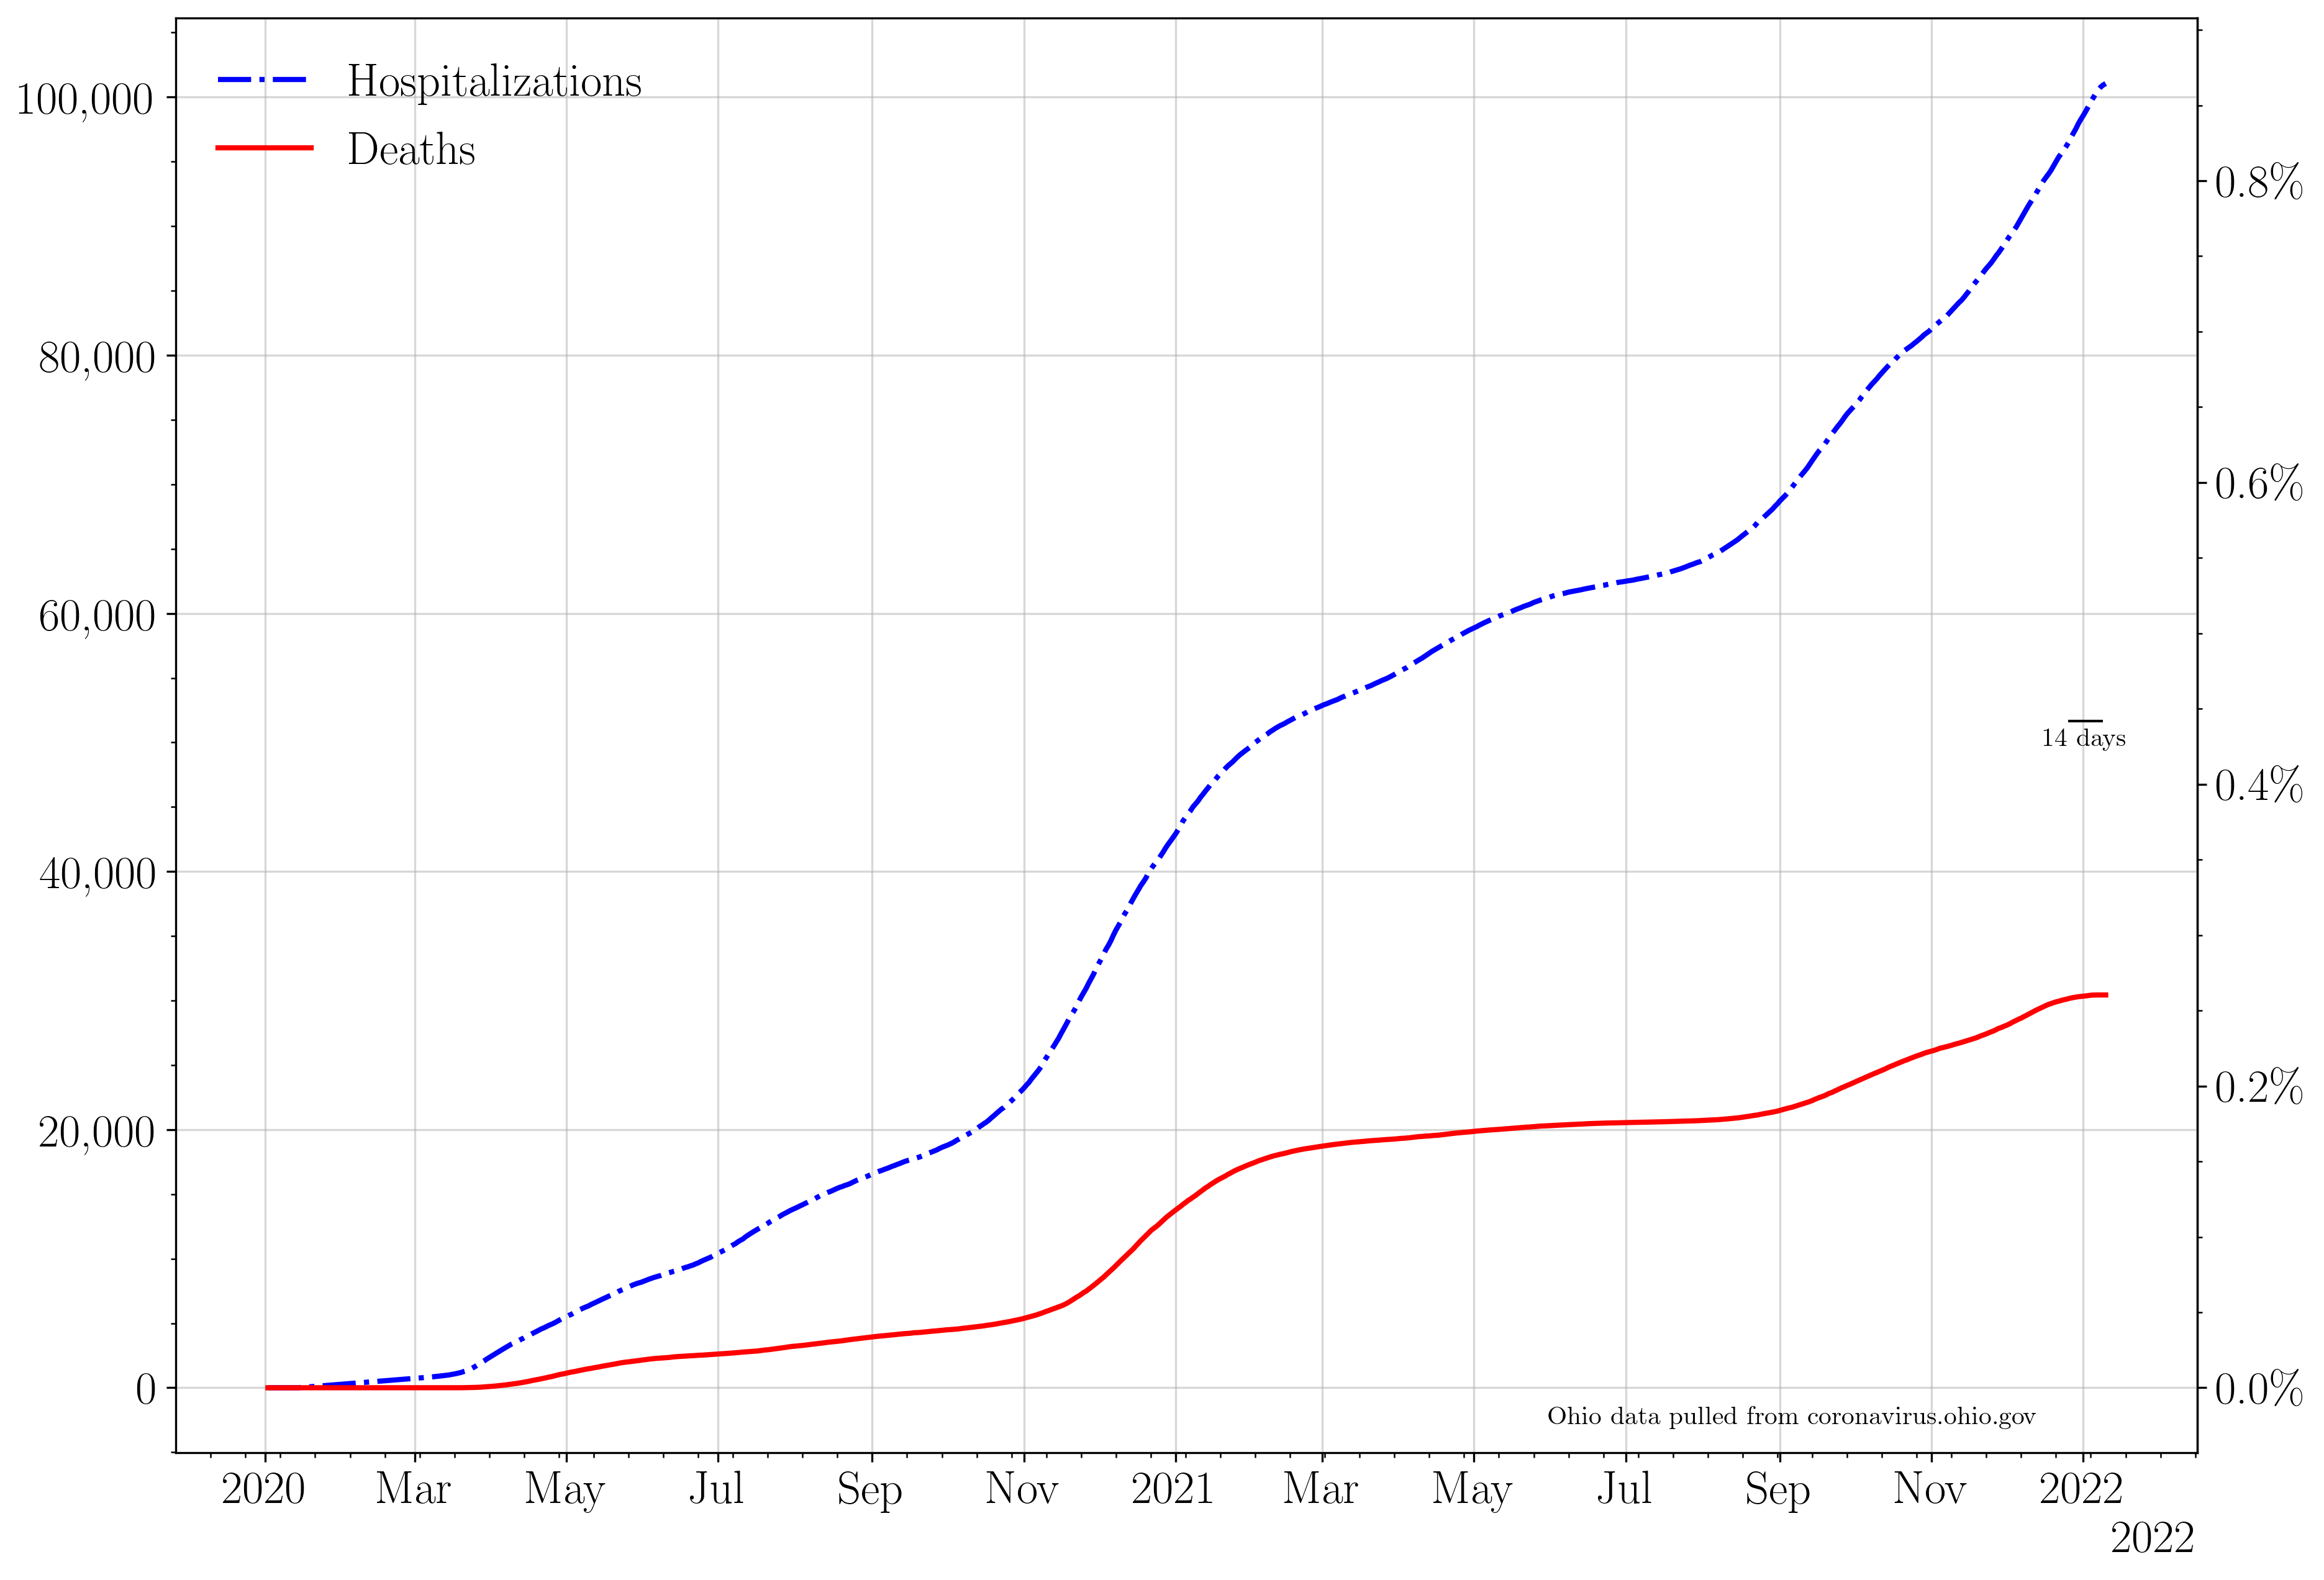 Hospitalizations
Deaths
100,000
80,000
60,000
40,000
20,000
0
0.8%
0.6%
0.4%
0.2%
0.0%
14 days
Ohio data pulled from coronavirus.ohio.gov
2020 Mar May Jul Sep Nov 2021 Mar May Jul Sep Nov 2022
2022